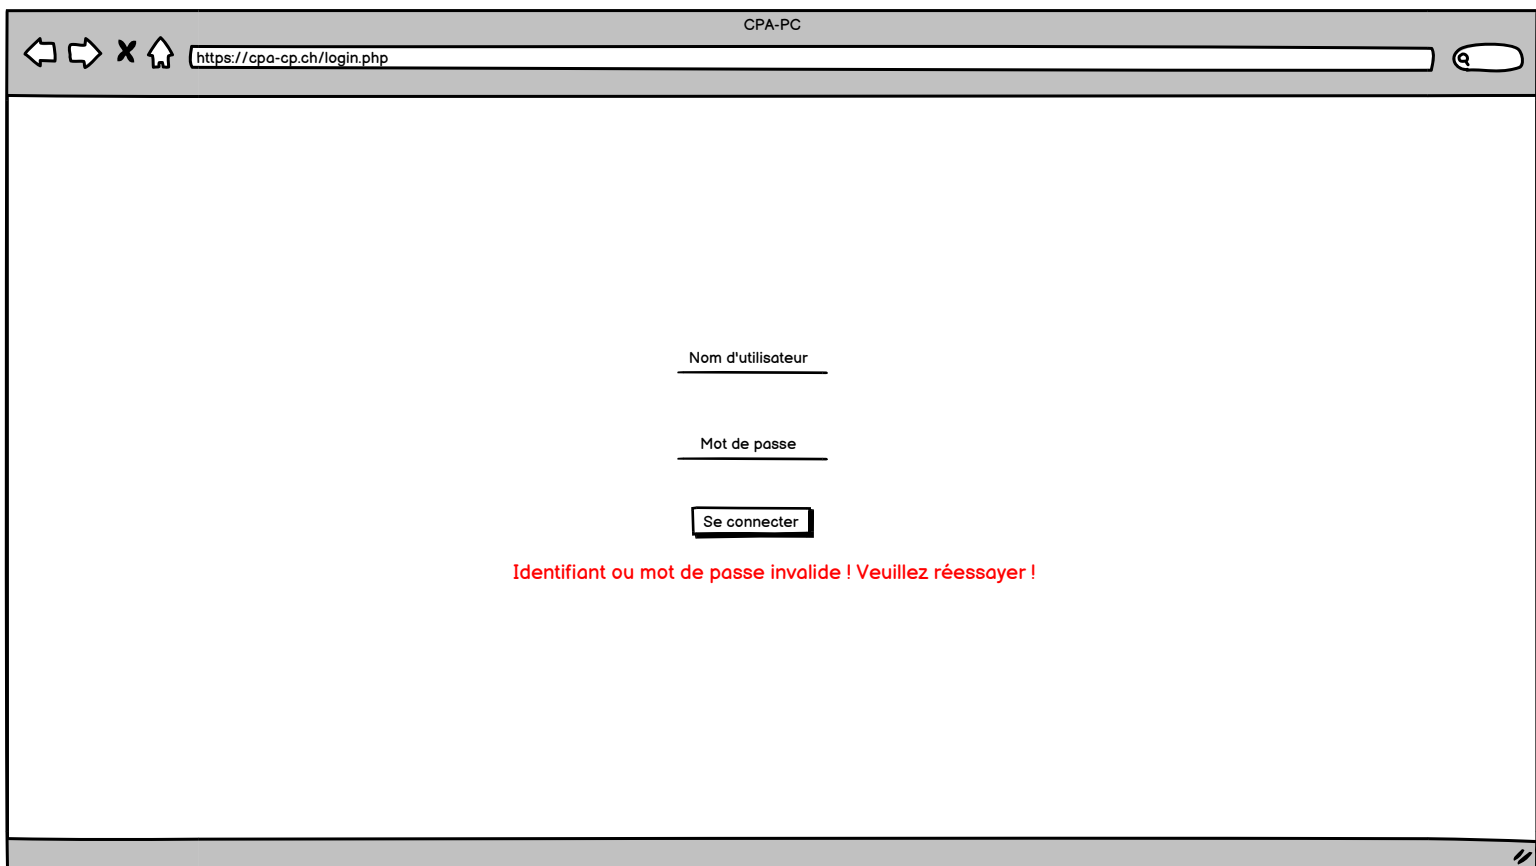 CPA-PC
https://cpa-cp.ch/login.php
Nom d'utilisateur
Mot de passe
Se connecter
Identifiant ou mot de passe invalide ! Veuillez réessayer !